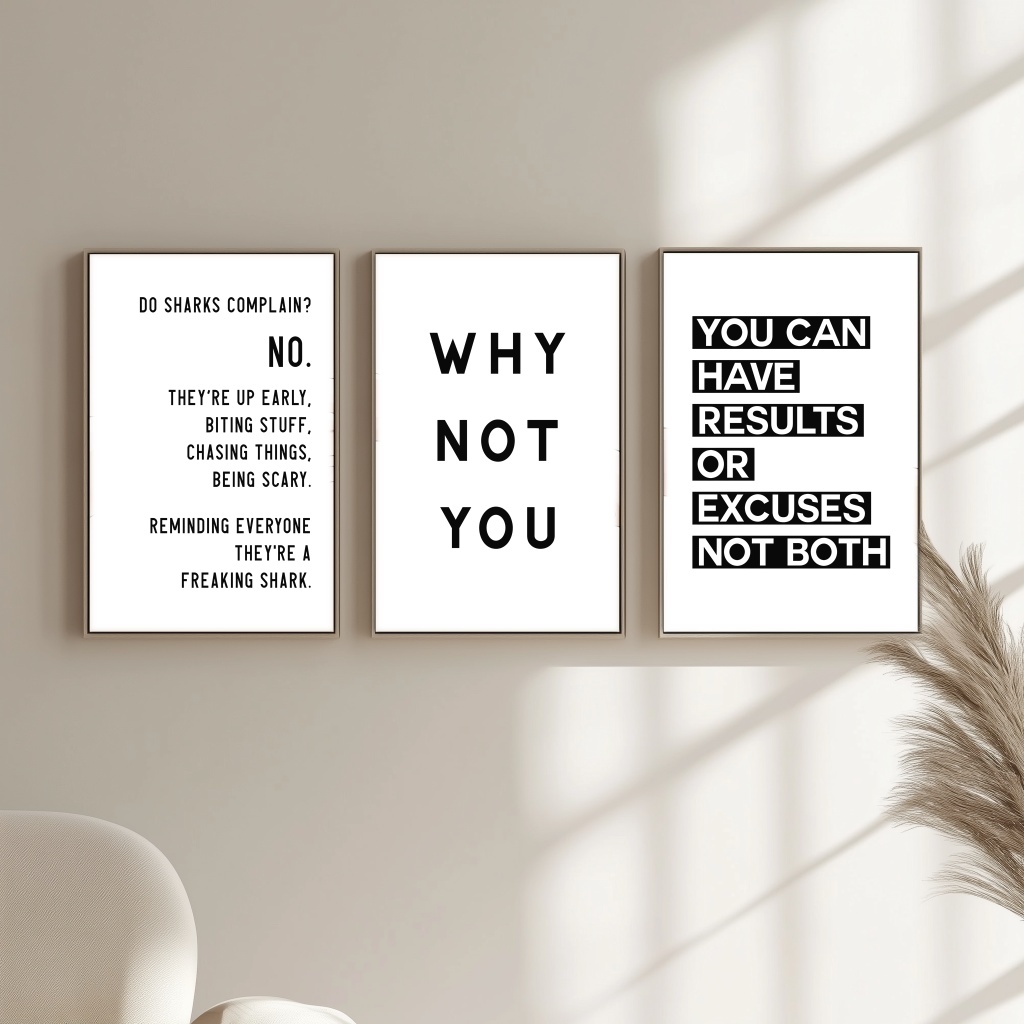 DO SHARKS COMPLAIN?
NO.
THEY'RE UP EARLY,
BITING STUFF,
CHASING THINGS,
BEING SCARY.
REMINDING EVERYONE
THEY'RE A
FREAKING SHARK.
WHY
NOT
YOU
YOU CAN
HAVE
RESULTS
OR
EXCUSES
NOT BOTH